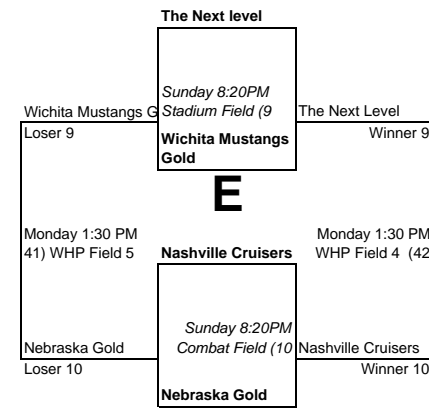 The Next level
Sunday 8:20PM
Wichita Mustangs G Stadium Field (9 The Next Level
Loser 9 Winner 9
Wichita Mustangs
Gold
E
Monday 1:30 PM Monday 1:30 PM
41) WHP Field 5 Nashville Cruisers WHP Field 4 (42
Sunday 8:20PM
Nebraska Gold Combat Field (10 Nashville Cruisers
Loser 10 Winner 10
Nebraska Gold